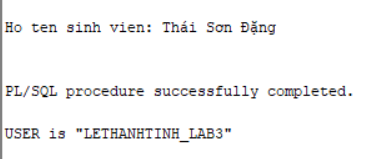 Ho ten sinh vien: Thái Sơn Đặng
PL/SQL procedure successfully completed.
USER is "LETHANHTINH_LAB3"